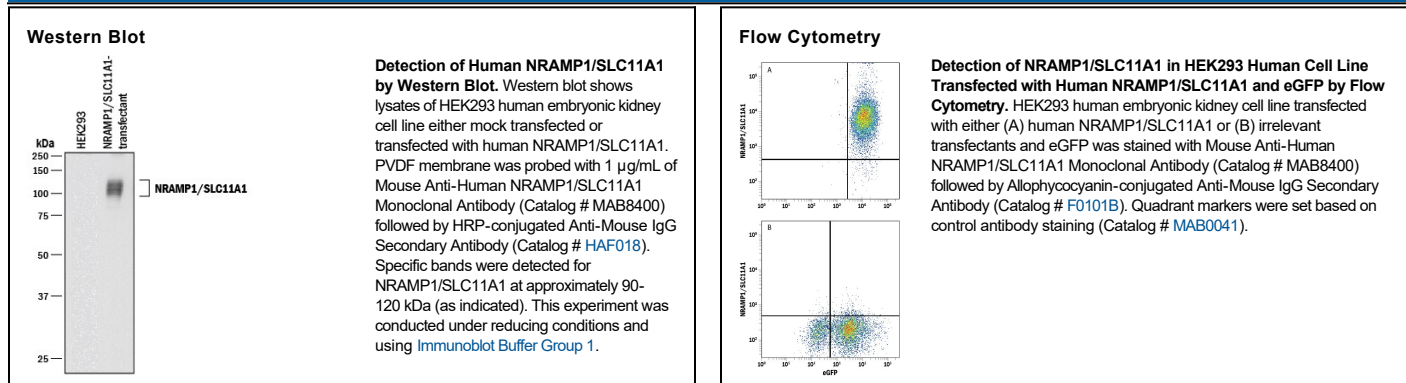 Western Blot
HEK293
NRAMP1/SLC11A1-
transfectant
kDa
250
150
100
75
50
37
25
NRAMP1/SLC11A1
Detection of Human NRAMP1/SLC11A1
by Western Blot. Western blot shows
lysates of HEK293 human embryonic kidney
cell line either mock transfected or
transfected with human NRAMP1/SLC11A1.
PVDF membrane was probed with 1 µg/mL of
Mouse Anti-Human NRAMP1/SLC11A1
Monoclonal Antibody (Catalog # MAB8400)
followed by HRP-conjugated Anti-Mouse IgG
Secondary Antibody (Catalog # HAF018).
Specific bands were detected for
NRAMP1/SLC11A1 at approximately 90-
120 kDa (as indicated). This experiment was
conducted under reducing conditions and
using Immunoblot Buffer Group 1.
Flow Cytometry
A
NRAMP1/SLC11A1
B
NRAMP1/SLC11A1
eGFP
Detection of NRAMP1/SLC11A1 in HEK293 Human Cell Line
Transfected with Human NRAMP1/SLC11A1 and eGFP by Flow
Cytometry. HEK293 human embryonic kidney cell line transfected
with either (A) human NRAMP1/SLC11A1 or (B) irrelevant
transfectants and eGFP was stained with Mouse Anti-Human
NRAMP1/SLC11A1 Monoclonal Antibody (Catalog # MAB8400)
followed by Allophycocyanin-conjugated Anti-Mouse IgG Secondary
Antibody (Catalog # F0101B). Quadrant markers were set based on
control antibody staining (Catalog # MAB0041).